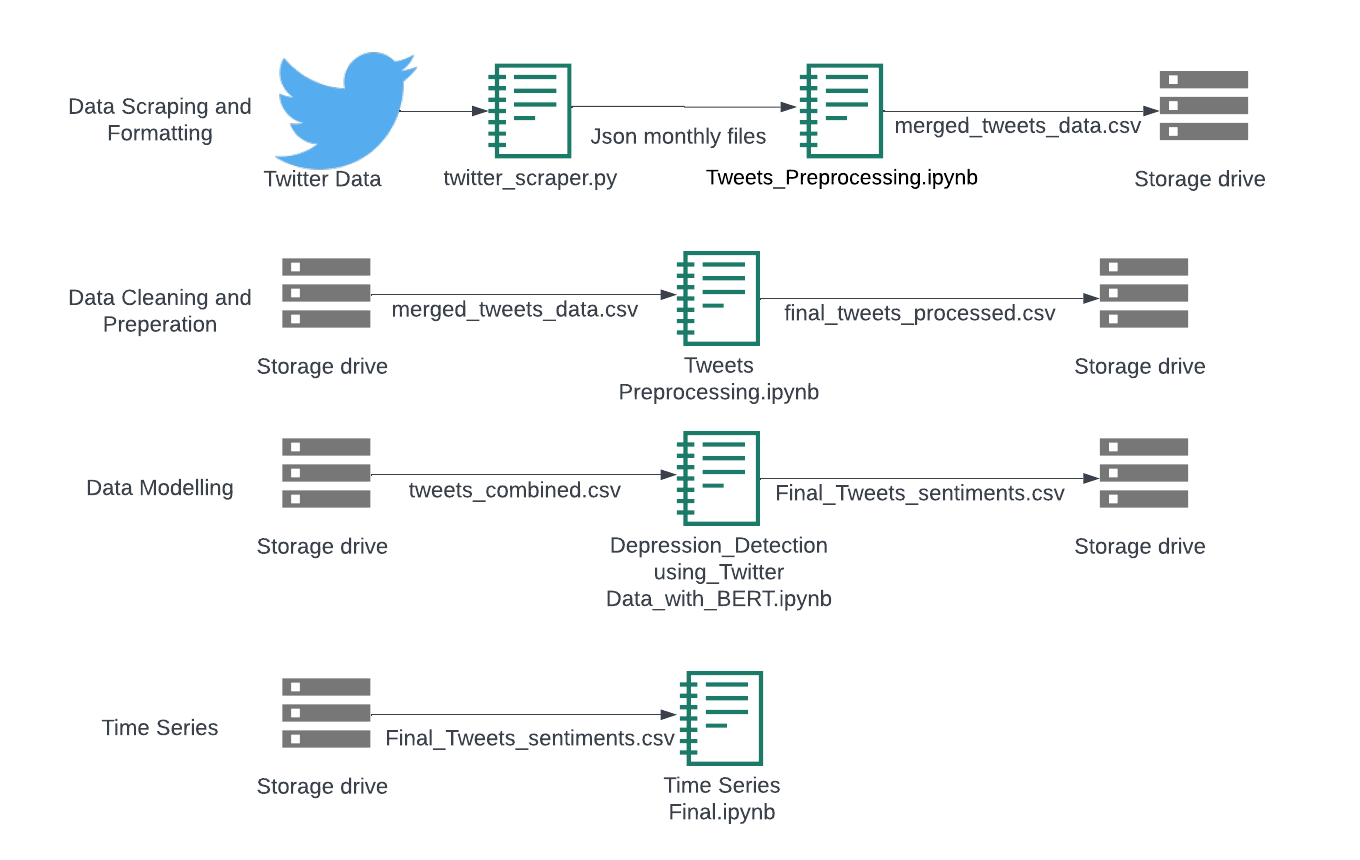 Data Scraping and
Formatting
Json monthly files
merged_tweets_data.csv
Twitter Data
twitter_scraper.py
Tweets_Preprocessing.ipynb
Storage drive
Data Cleaning and
Preperation
merged_tweets_data.csv
final_tweets_processed.csv
Storage drive
Tweets
Preprocessing.ipynb
Storage drive
Data Modelling
tweets_combined.csv
Final_Tweets_sentiments.csv
Storage drive
Depression_Detection
using_Twitter
Data_with_BERT.ipynb
Storage drive
Time Series
Final_Tweets_sentiments.csv
Storage drive
Time Series
Final.ipynb